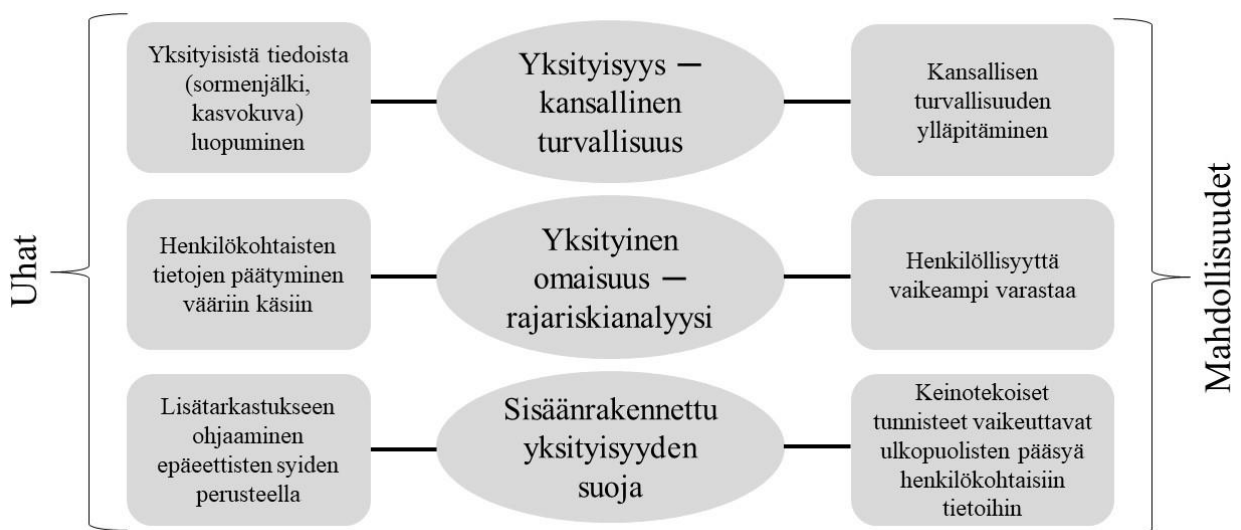 Uhat
Yksityisistä tiedoista
(sormenjälki,
kasvokuva)
luopuminen
Yksityisyys —
kansallinen
turvallisuus
Kansallisen
turvallisuuden
ylläpitäminen
Henkilökohtaisten
tietojen päätyminen
vääriin käsiin
Yksityinen
omaisuus —
rajariskianalyysi
Henkilöllisyyttä
vaikeampi varastaa
Lisätarkastukseen
ohjaaminen
epäeettisten syiden
perusteella
Sisäänrakennettu
yksityisyyden
suoja
Keinotekoiset
tunnisteet vaikeuttavat
ulkopuolisten pääsyä
henkilökohtaisiin
tietoihin
Mahdollisuudet